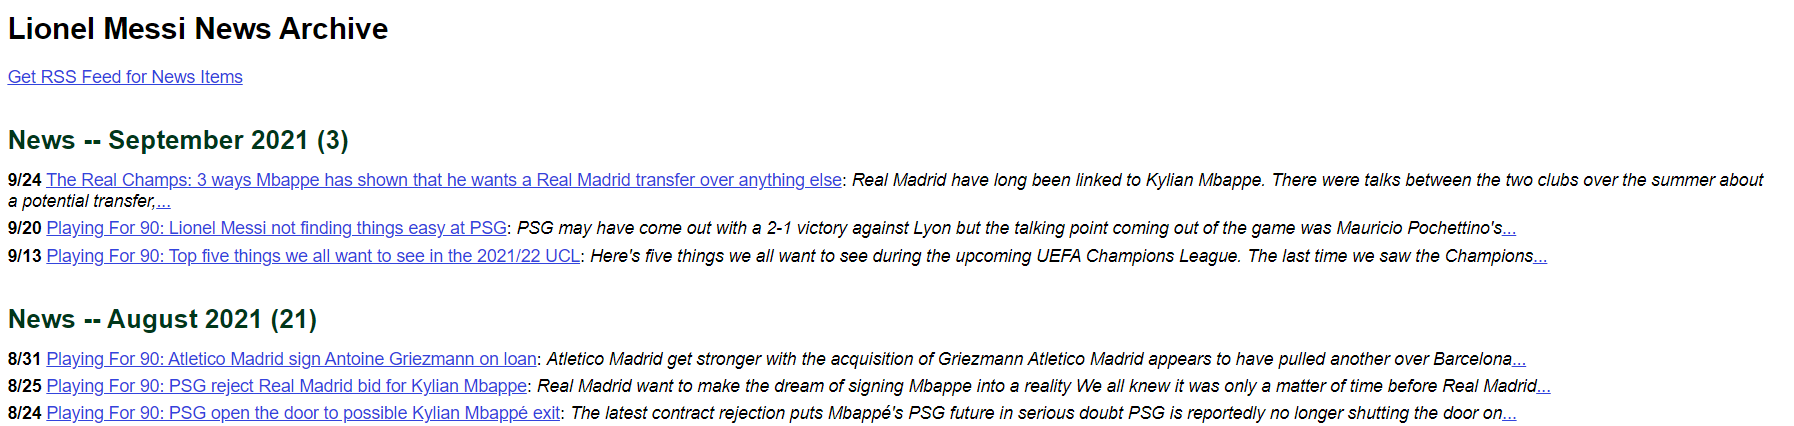 Lionel Messi News Archive
Get RSS Feed for News Items
News -- September 2021 (3)
9/24 The Real Champs: 3 ways Mbappe has shown that he wants a Real Madrid transfer over anything else: Real Madrid have long been linked to Kylian Mbappe. There were talks between the two clubs over the summer about
a potential transfer,...
9/20 Playing For 90: Lionel Messi not finding things easy at PSG: PSG may have come out with a 2-1 victory against Lyon but the talking point coming out of the game was Mauricio Pochettino's...
9/13 Playing For 90: Top five things we all want to see in the 2021/22 UCL: Here's five things we all want to see during the upcoming UEFA Champions League. The last time we saw the Champions...
News -- August 2021 (21)
8/31 Playing For 90: Atletico Madrid sign Antoine Griezmann on loan: Atletico Madrid get stronger with the acquisition of Griezmann Atletico Madrid appears to have pulled another over Barcelona...
8/25 Playing For 90: PSG reject Real Madrid bid for Kylian Mbappe: Real Madrid want to make the dream of signing Mbappe into a reality We all knew it was only a matter of time before Real Madrid...
8/24 Playing For 90: PSG open the door to possible Kylian Mbappé exit: The latest contract rejection puts Mbappé's PSG future in serious doubt PSG is reportedly no longer shutting the door on...